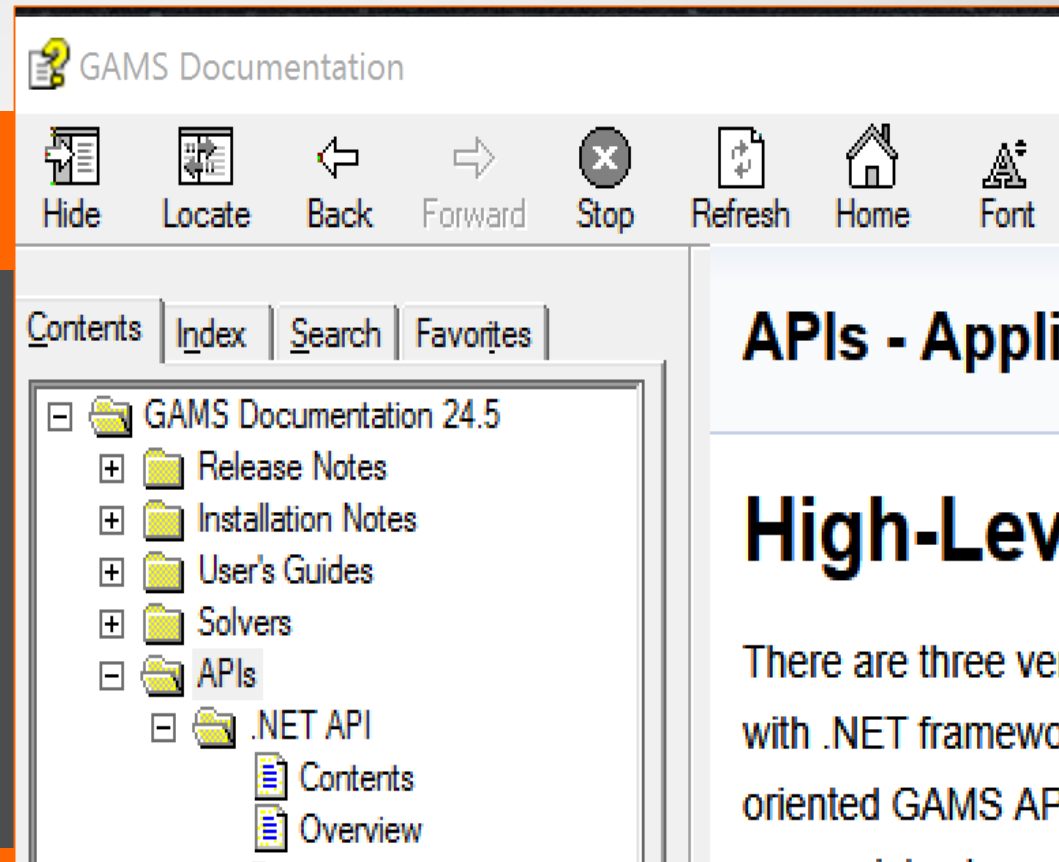 GAMS Documentation
Hide Locate Back Forward Stop Refresh Home Font
Contents Index Search Favorites
GAMS Documentation 24.5
Release Notes
Installation Notes
User's Guides
Solvers
APIs
.NET API
Contents
Overview
APIs - Appli
High-Lev
There are three ve
with .NET framewo
oriented GAMS AP